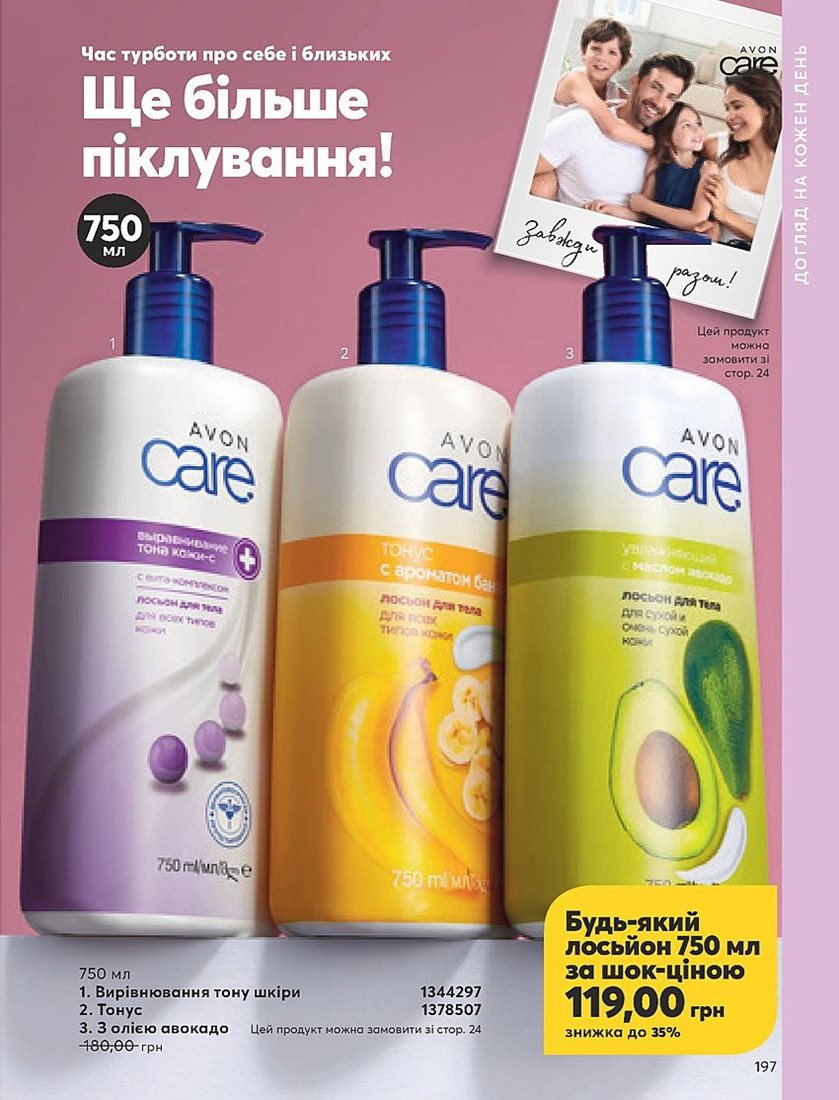 Час турботи про себе і близьких
Ще більше
піклування!
AVON
care
Завжди
разом!
ДОГЛЯД НА КОЖЕН ДЕНЬ
750
мл
Цей продукт
можна
замовити зі
стор. 24
1
2
3
AVON
care
выравнивание
тона кожи-с
с вита-комплексом
лосьон для тела
для всех типов
кожи
750 ml/мл/
AVON
care
тонус
с ароматом бан
лосьон для тела
для всех
типов кожи
750 ml/мл/
AVON
care
увлажняющий
с маслом авокадо
лосьон для тела
для сухой и
очень сухой
кожи
Будь-який
лосьйон 750 мл
за шок-ціною
119,00 грн
знижка до 35%
750 мл
1. Вирівнювання тону шкіри 1344297
2. Тонус 1378507
3. З олією авокадо Цей продукт можна замовити зі стор. 24
180,00 грн
197